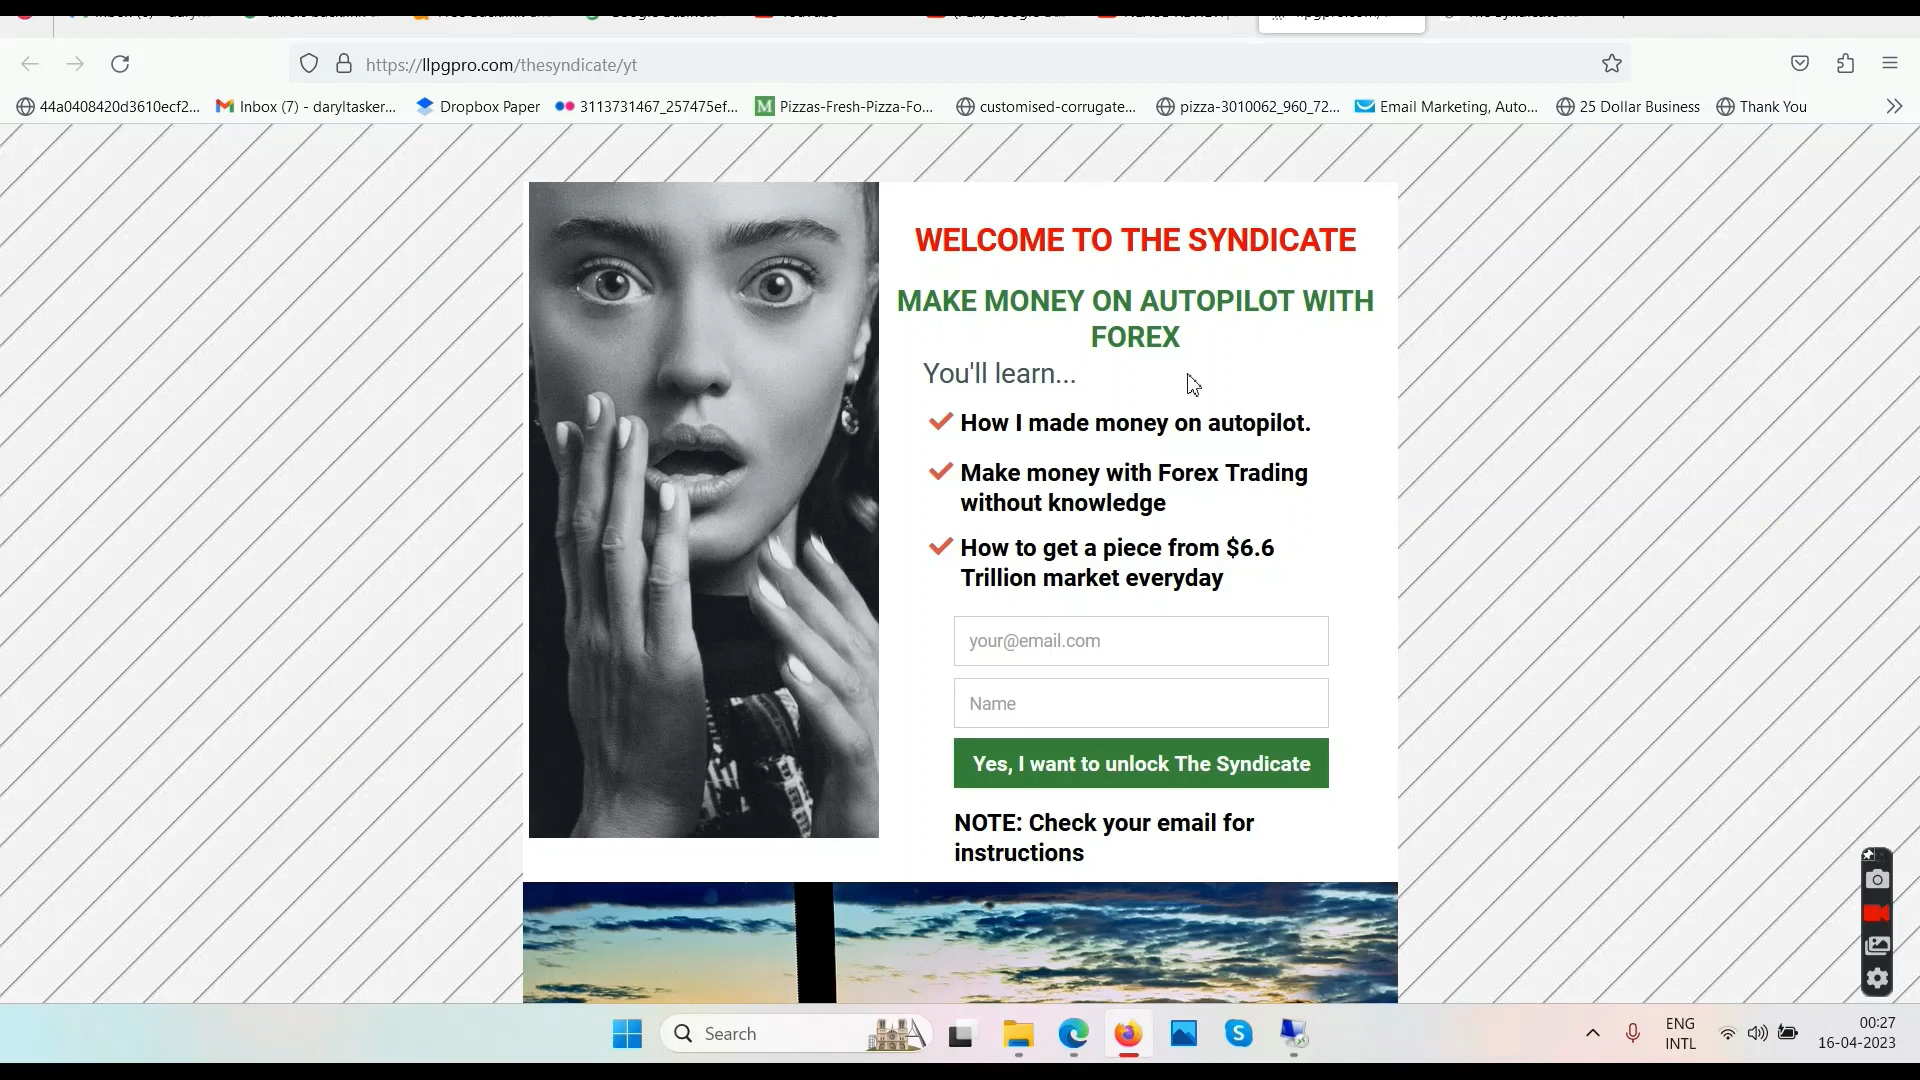 https://llpgpro.com/thesyndicate/yt
44a0408420d3610ecf2... Inbox (7) - daryltasker... Dropbox Paper 3113731467_257475ef... M Pizzas-Fresh-Pizza-Fo... customised-corrugate... pizza-3010062_960_72... Email Marketing, Auto... 25 Dollar Business Thank You
WELCOME TO THE SYNDICATE
MAKE MONEY ON AUTOPILOT WITH
FOREX
You'll learn...
How I made money on autopilot.
Make money with Forex Trading
without knowledge
How to get a piece from $6.6
Trillion market everyday
your@email.com
Name
Yes, I want to unlock The Syndicate
NOTE: Check your email for
instructions
Search
ENG
INTL
00:27
16-04-2023